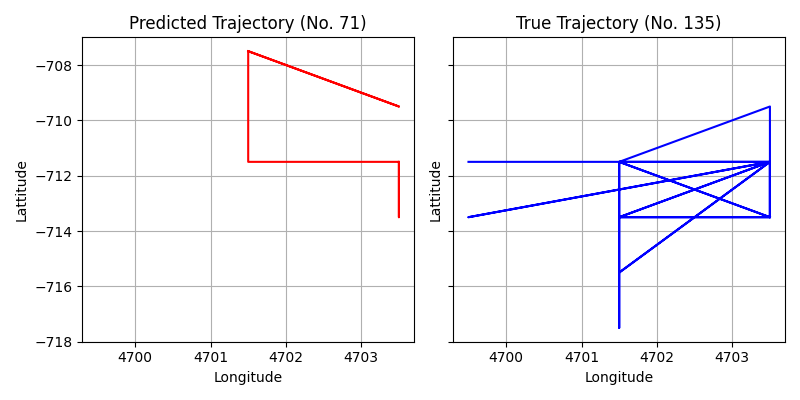 Predicted Trajectory (No. 71)
True Trajectory (No. 135)
Lattitude
−708
−710
−712
−714
−716
−718
4700
4701
4702
4703
Longitude
Lattitude
4700
4701
4702
4703
Longitude